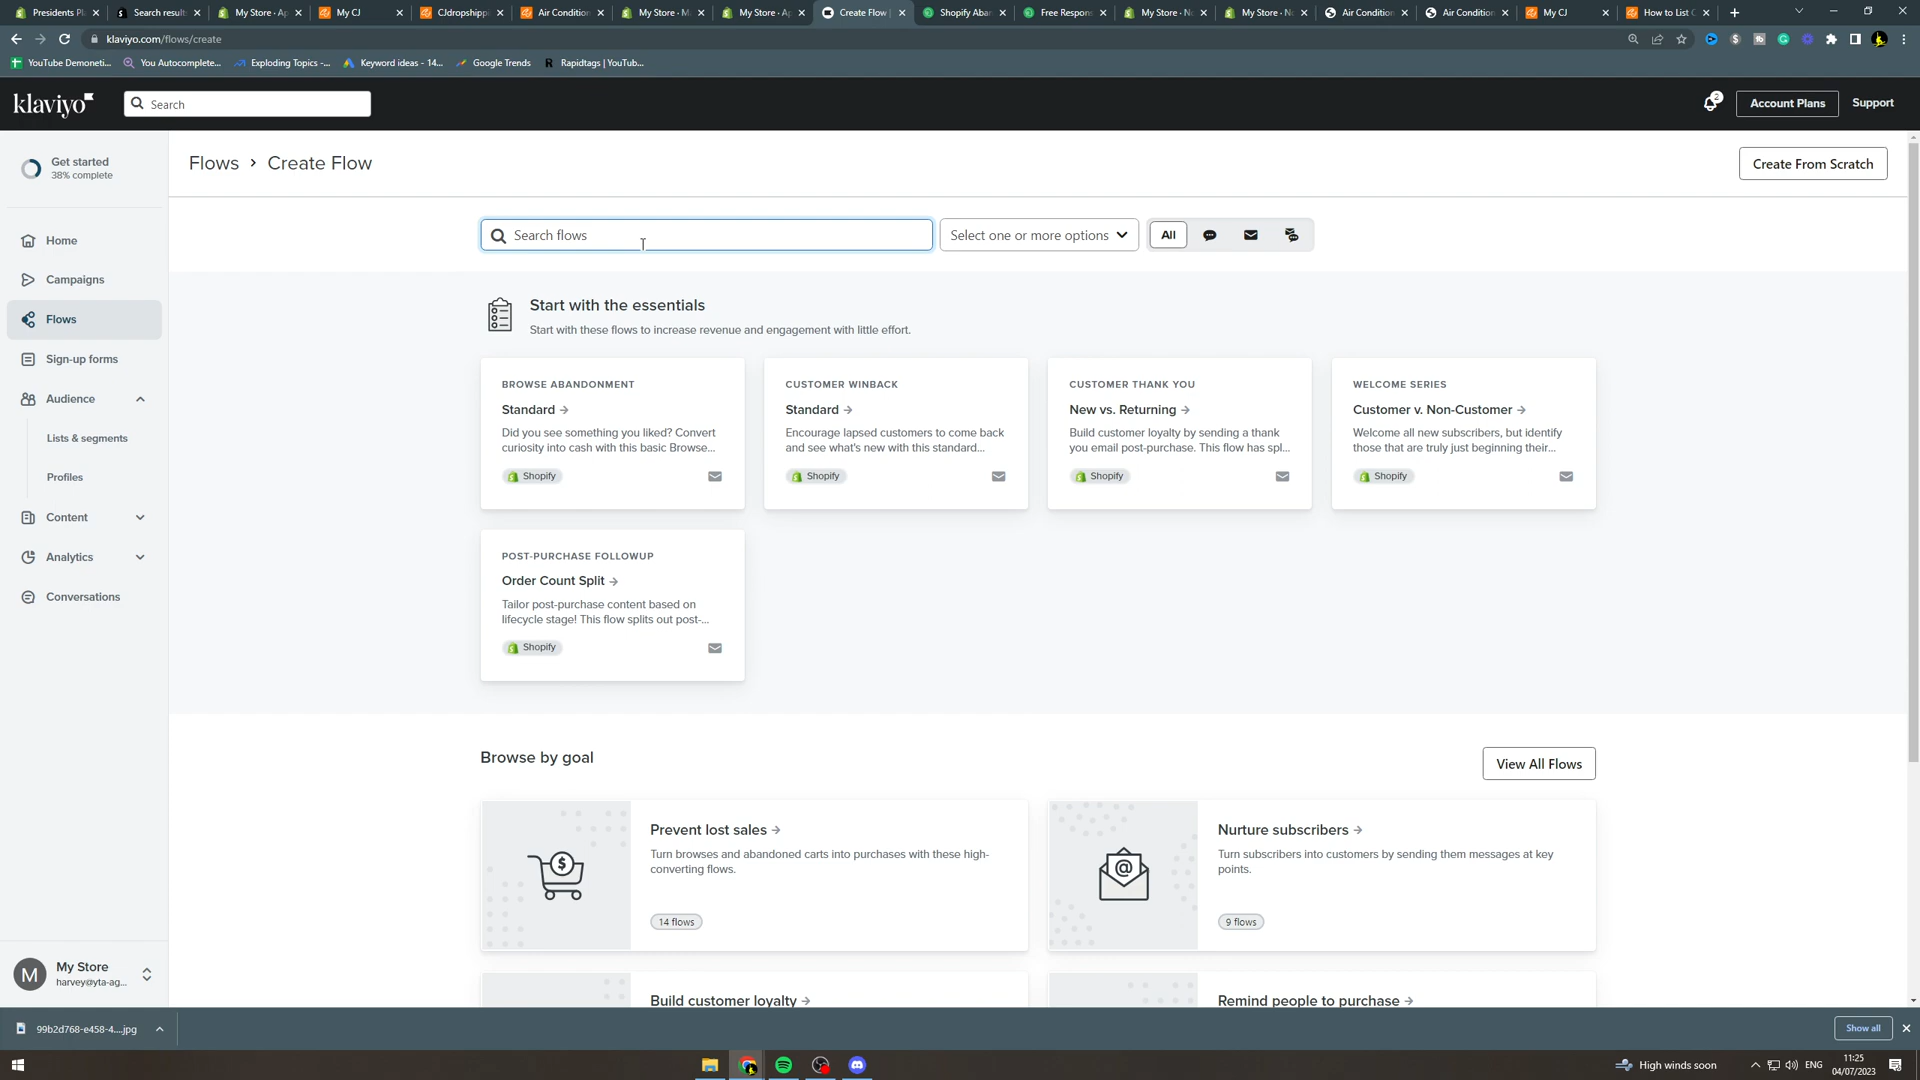 Presidents Pl
Search result
My Store · Ap
My CJ
CJdropshippi
Air Condition
My Store · M
My Store · Ap
Create Flow |
Shopify Aban
Free Respons
My Store · N
My Store · N
Air Condition
Air Condition
My CJ
How to List C
klaviyo.com/flows/create
YouTube Demoneti...
You Autocomplete...
Exploding Topics -...
Keyword ideas - 14...
Google Trends
Rapidtags | YouTub...
klaviyo
Search
2
Account Plans
Support
Get started
38% complete
Flows › Create Flow
Create From Scratch
Home
Campaigns
Flows
Sign-up forms
Audience
Lists & segments
Profiles
Content
Analytics
Conversations
Search flows
Select one or more options
All
Start with the essentials
Start with these flows to increase revenue and engagement with little effort.
BROWSE ABANDONMENT
Standard →
Did you see something you liked? Convert
curiosity into cash with this basic Browse...
Shopify
CUSTOMER WINBACK
Standard →
Encourage lapsed customers to come back
and see what's new with this standard...
Shopify
CUSTOMER THANK YOU
New vs. Returning →
Build customer loyalty by sending a thank
you email post-purchase. This flow has spl...
Shopify
WELCOME SERIES
Customer v. Non-Customer →
Welcome all new subscribers, but identify
those that are truly just beginning their...
Shopify
POST-PURCHASE FOLLOWUP
Order Count Split →
Tailor post-purchase content based on
lifecycle stage! This flow splits out post-...
Shopify
Browse by goal
View All Flows
Prevent lost sales →
Turn browses and abandoned carts into purchases with these high-
converting flows.
14 flows
Nurture subscribers →
Turn subscribers into customers by sending them messages at key
points.
9 flows
Build customer loyalty →
Remind people to purchase →
M
My Store
harvey@yta-ag...
99b2d768-e458-4....jpg
Show all
High winds soon
ENG
11:25
04/07/2023